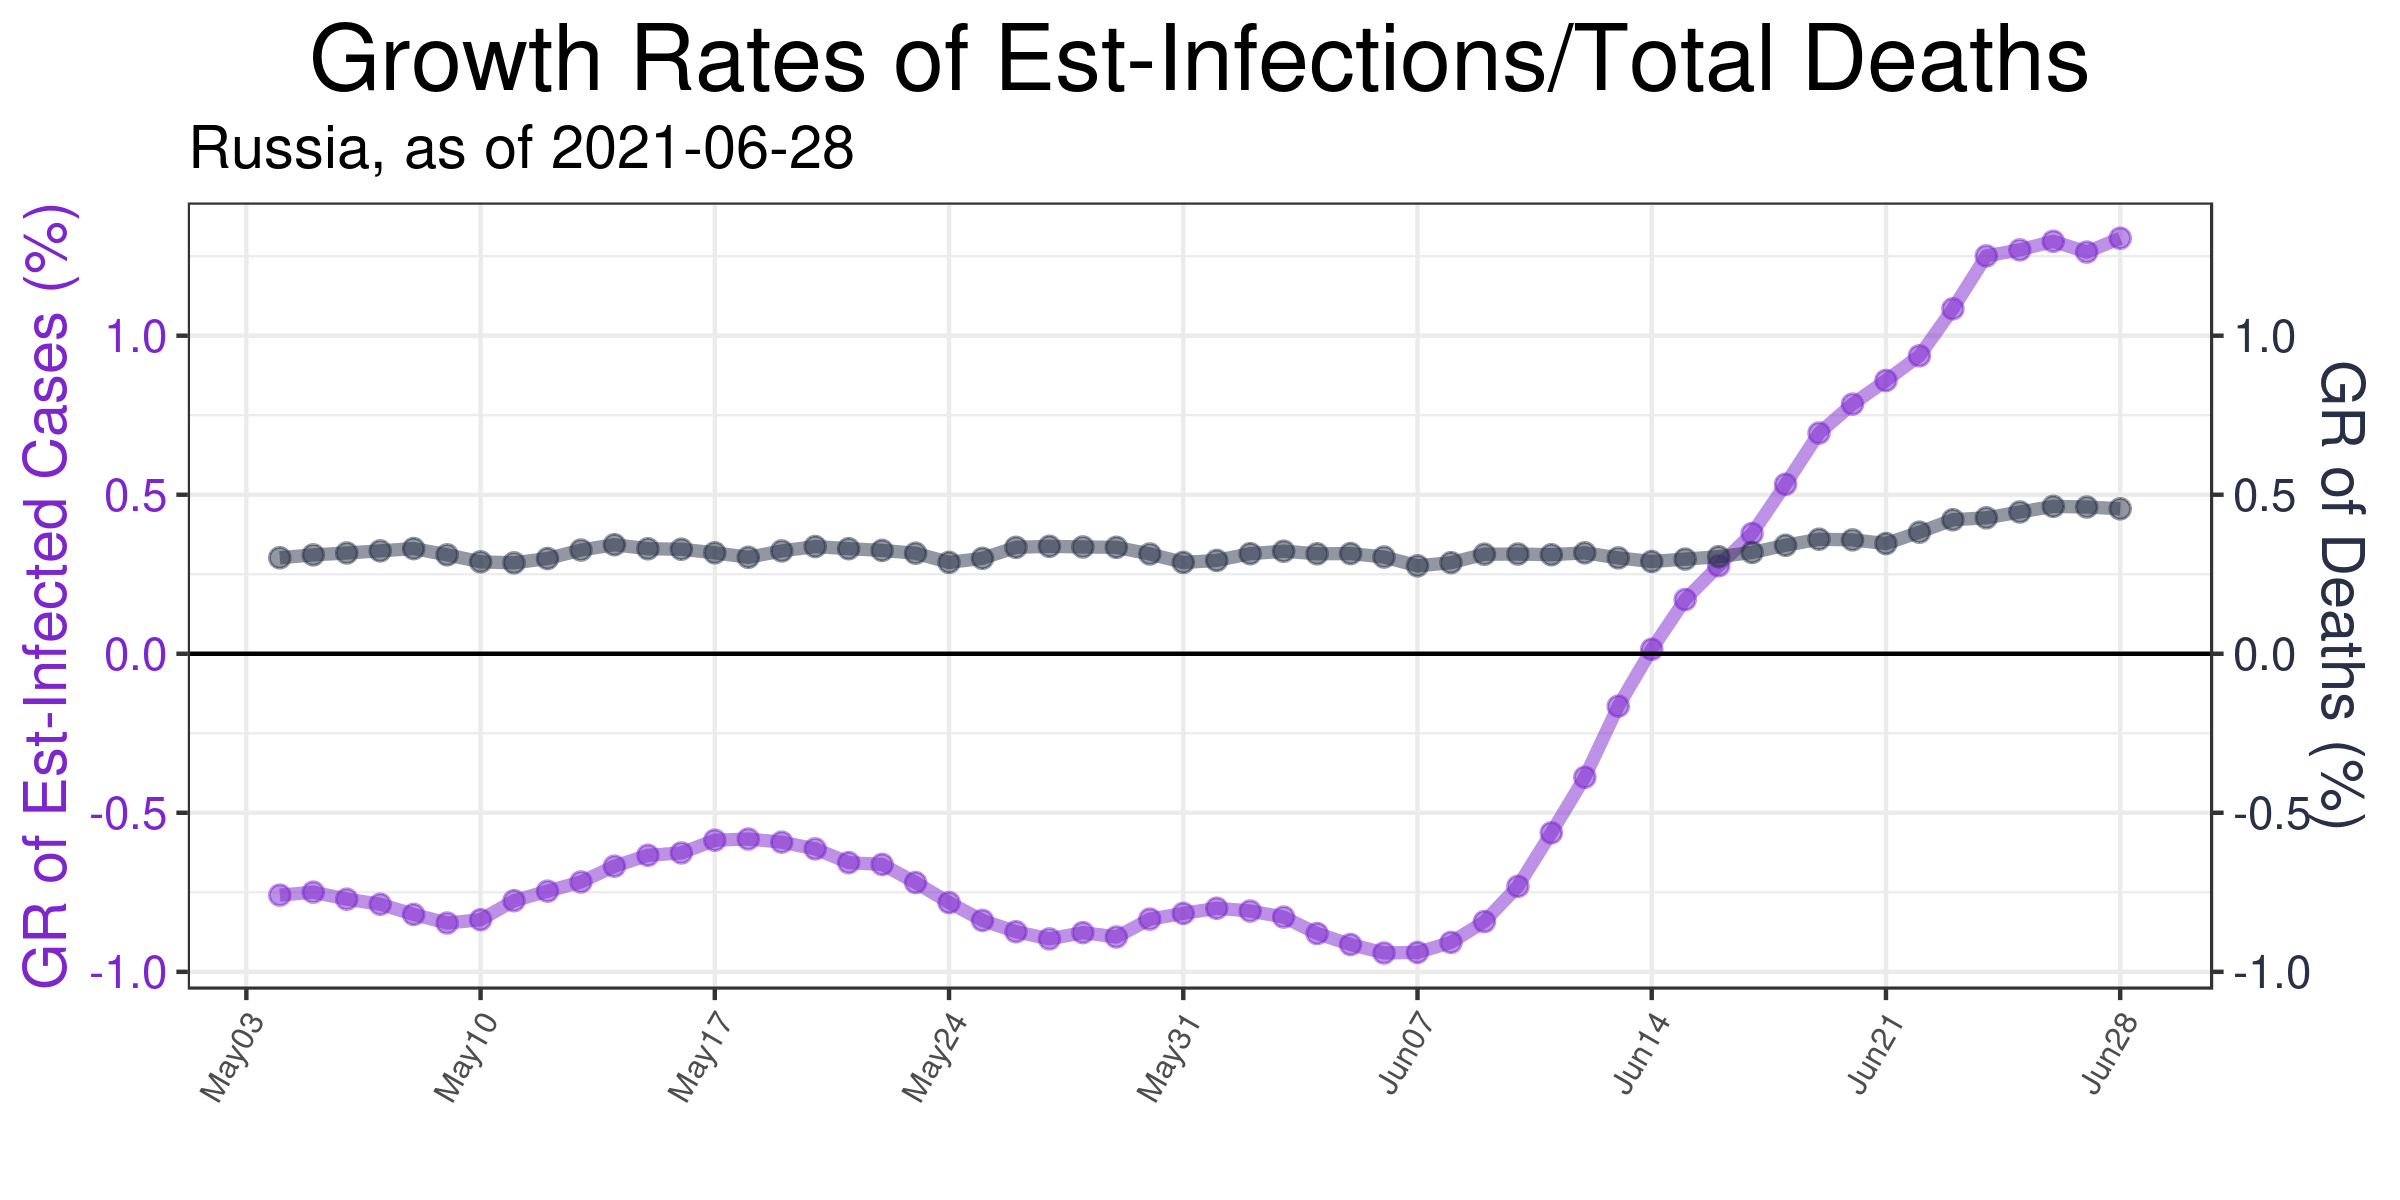 Growth Rates of Est-Infections/Total Deaths
Russia, as of 2021-06-28
GR of Est-Infected Cases (%)
1.0
0.5
0.0
-0.5
-1.0
1.0
0.5
0.0
-0.5
-1.0
GR of Deaths (%)
May03
May10
May17
May24
May31
Jun07
Jun14
Jun21
Jun28